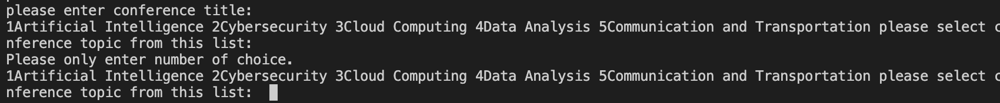 please enter conference title:
1Artificial Intelligence 2Cybersecurity 3Cloud Computing 4Data Analysis 5Communication and Transportation please select c
nference topic from this list:
Please only enter number of choice.
1Artificial Intelligence 2Cybersecurity 3Cloud Computing 4Data Analysis 5Communication and Transportation please select c
nference topic from this list: